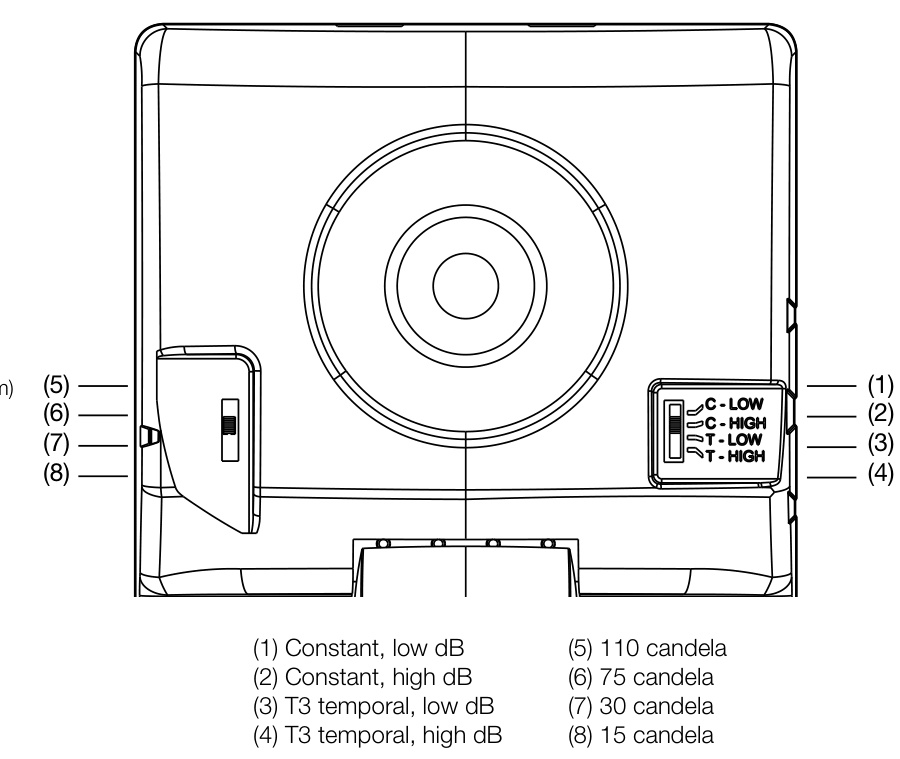 m)
(5)
(6)
(7)
(8)
C - LOW
C - HIGH
T - LOW
T - HIGH
(1)
(2)
(3)
(4)
(1) Constant, low dB
(2) Constant, high dB
(3) T3 temporal, low dB
(4) T3 temporal, high dB
(5) 110 candela
(6) 75 candela
(7) 30 candela
(8) 15 candela